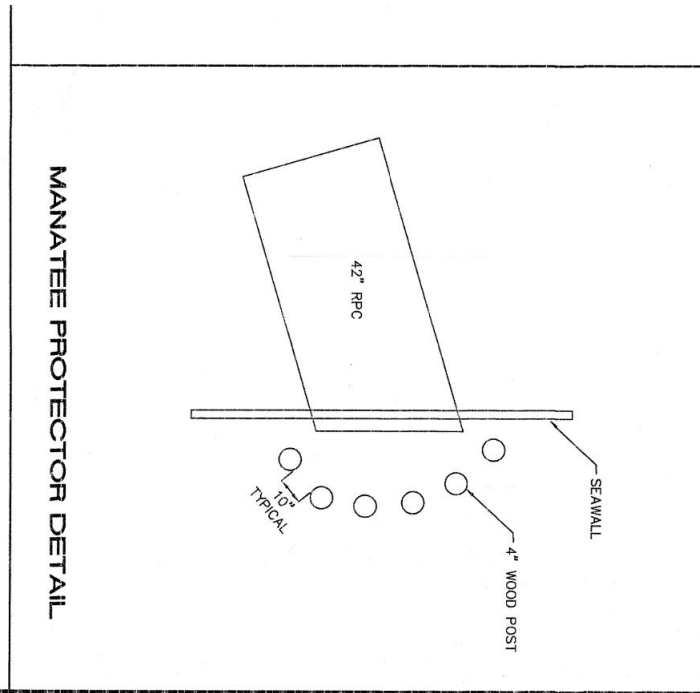 SEAWALL
4" WOOD POST
42" RPC
10"
TYPICAL
MANATEE PROTECTOR DETAIL